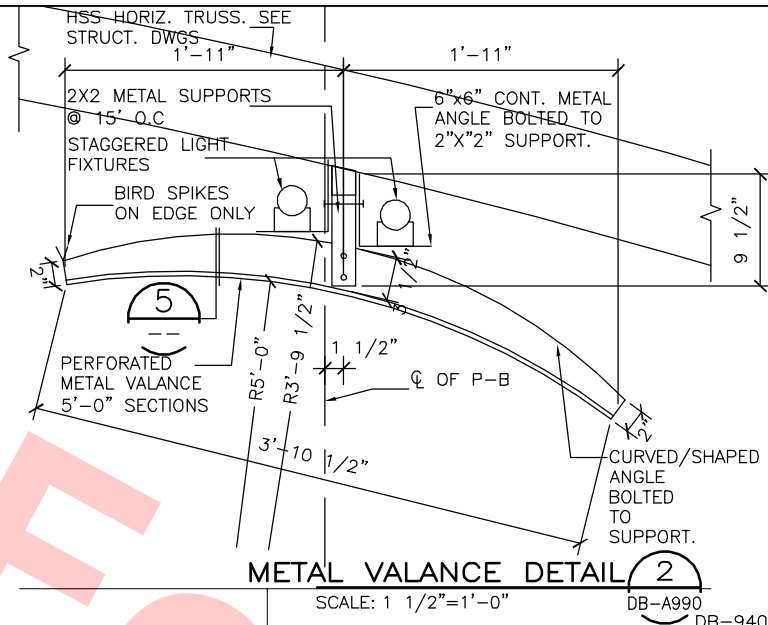 HSS HORIZ. TRUSS. SEE
STRUCT. DWGS
1'-11"
1'-11"
2X2 METAL SUPPORTS
@ 15' O.C
6"x6" CONT. METAL
ANGLE BOLTED TO
2"X"2" SUPPORT.
STAGGERED LIGHT
FIXTURES
BIRD SPIKES
ON EDGE ONLY
9 1/2"
2"
3 1/2"
5
--
R5'-0"
R3'-9 1/2"
1 1/2"
℄ OF P-B
PERFORATED
METAL VALANCE
5'-0" SECTIONS
3'-10 1/2"
2"
CURVED/SHAPED
ANGLE
BOLTED
TO
SUPPORT.
METAL VALANCE DETAIL
2
SCALE: 1 1/2"=1'-0"
DB-A990
DB-940